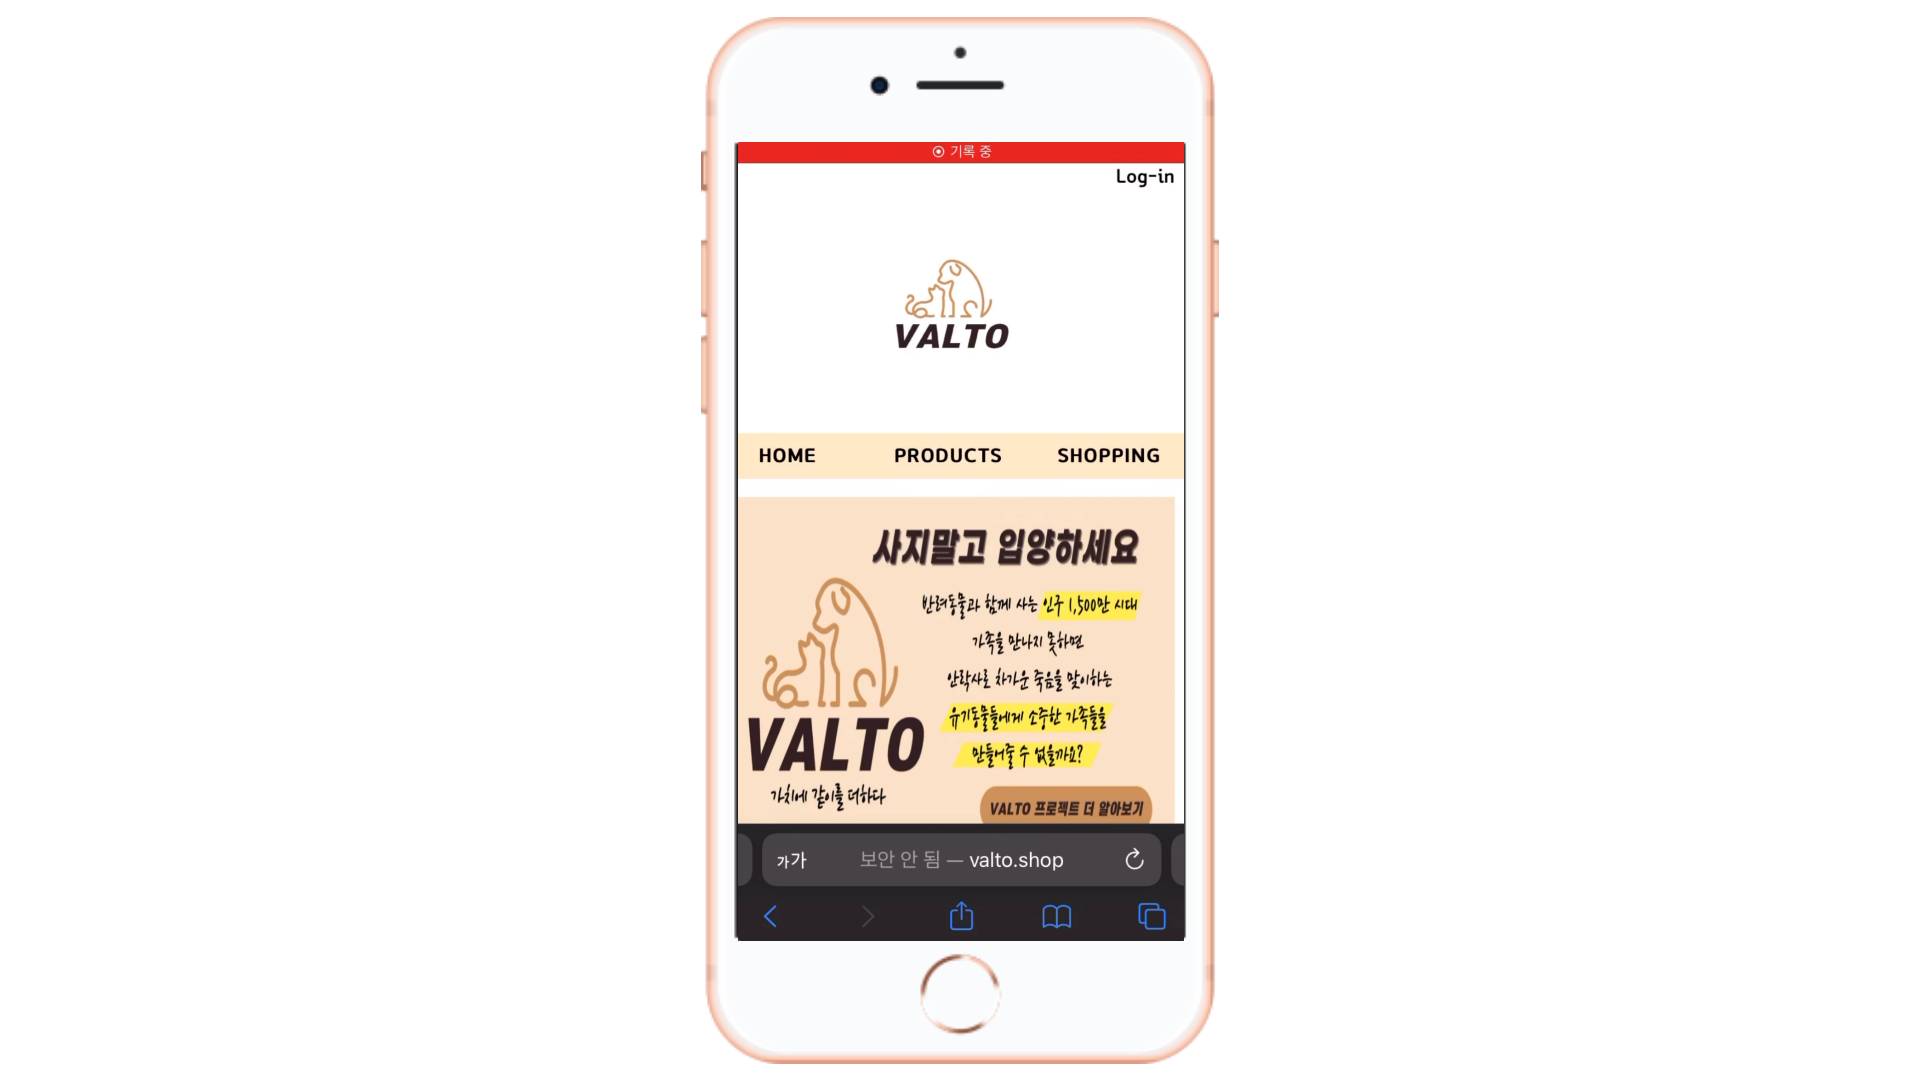 기록 중
Log-in
VALTO
HOME PRODUCTS SHOPPING
사지말고 입양하세요
반려동물과 함께 사는 인구 1,500만 시대
가족을 만나지 못하면
안락사로 차가운 죽음을 맞이하는
유기동물들에게 소중한 가족들을
만들어줄 수 없을까요?
VALTO
가치에 같이를 더하다
VALTO 프로젝트 더 알아보기
가가 보안 안 됨 — valto.shop